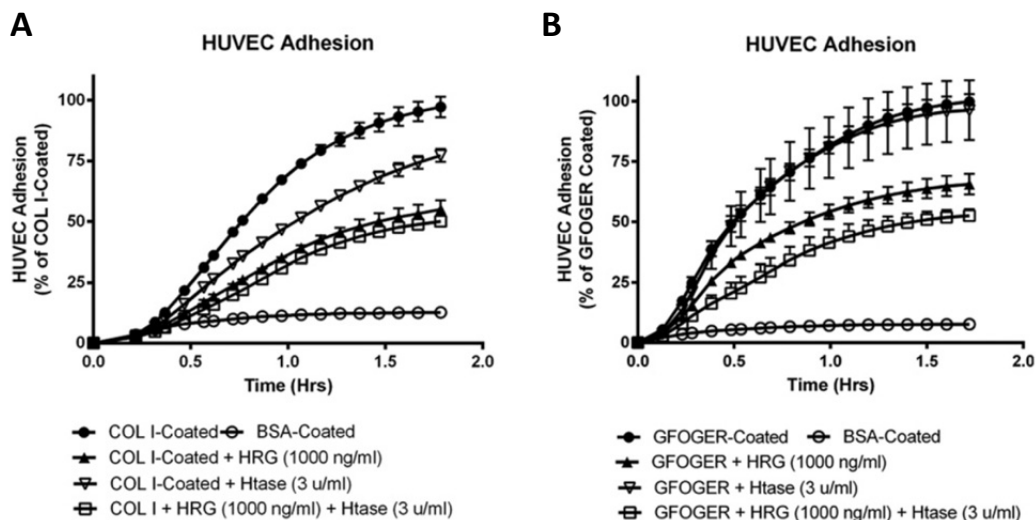 A
HUVEC Adhesion
HUVEC Adhesion
(% of COL I-Coated)
100
75
50
25
0
0.0 0.5 1.0 1.5 2.0
Time (Hrs)
COL I-Coated BSA-Coated
COL I-Coated + HRG (1000 ng/ml)
COL I-Coated + Htase (3 u/ml)
COL I + HRG (1000 ng/ml) + Htase (3 u/ml)
B
HUVEC Adhesion
HUVEC Adhesion
(% of GFOGER Coated)
100
75
50
25
0
0.0 0.5 1.0 1.5 2.0
Time (Hrs)
GFOGER-Coated BSA-Coated
GFOGER + HRG (1000 ng/ml)
GFOGER + Htase (3 u/ml)
GFOGER + HRG (1000 ng/ml) + Htase (3 u/ml)